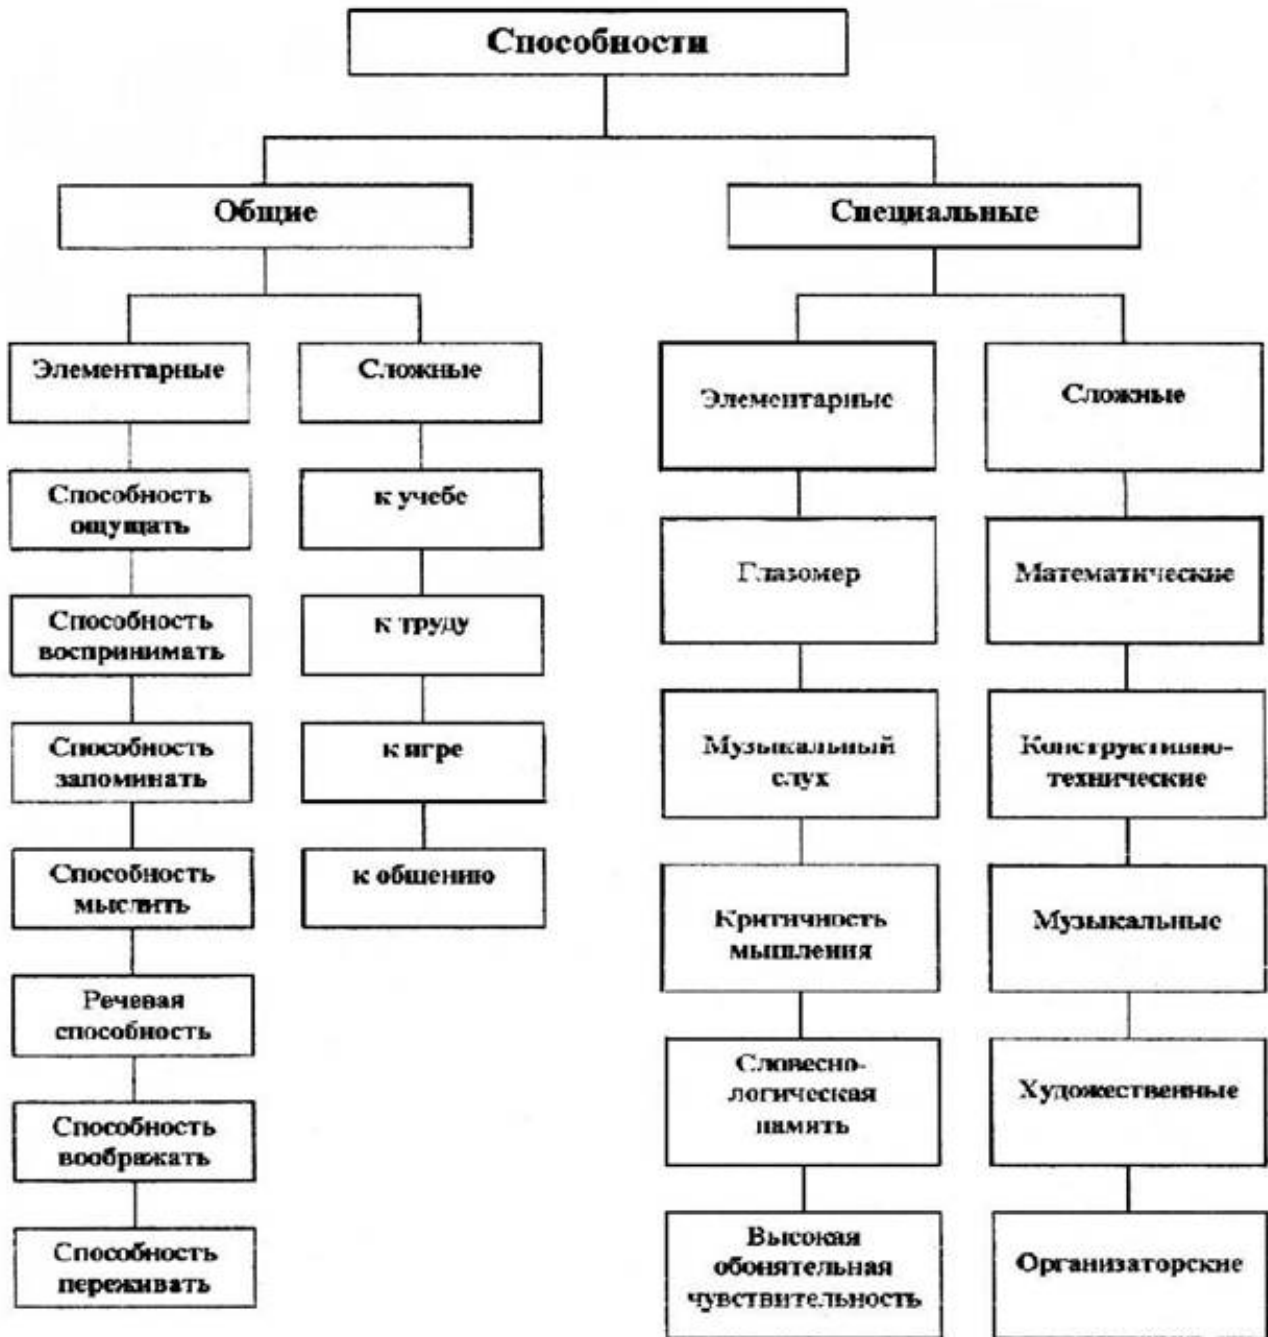 Способности
Общие
Специальные
Элементарные
Сложные
Элементарные
Сложные
Способность
ощущать
к учебе
Глазомер
Математические
Способность
воспринимать
к труду
Музыкальный
слух
Конструктивно-
технические
Способность
запоминать
к игре
Критичность
мышления
Музыкальные
Способность
мыслить
к общению
Словесно-
логическая
память
Художественные
Речевая
способность
Высокая
обонятельная
чувствительность
Организаторские
Способность
воображать
Способность
переживать